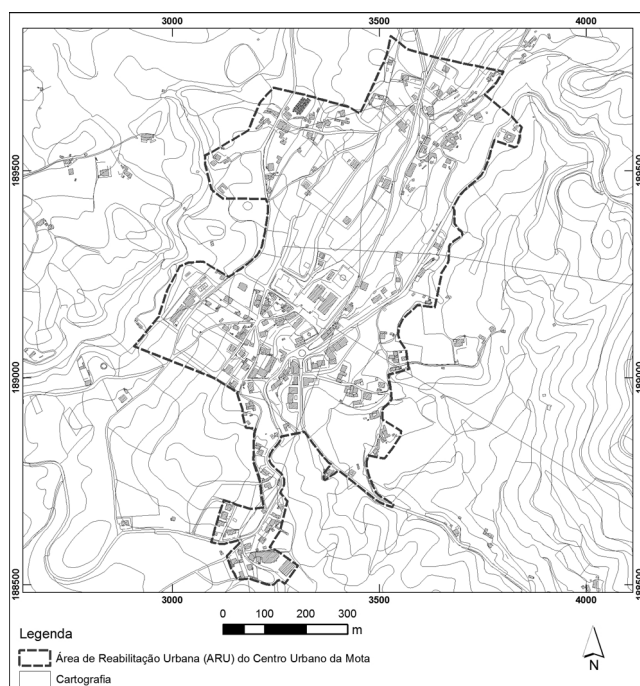 3000 3500 4000
189500 189500
189000 189000
188500 188500
3000 3500 4000
0 100 200 300
m
Legenda
Área de Reabilitação Urbana (ARU) do Centro Urbano da Mota
Cartografia
N